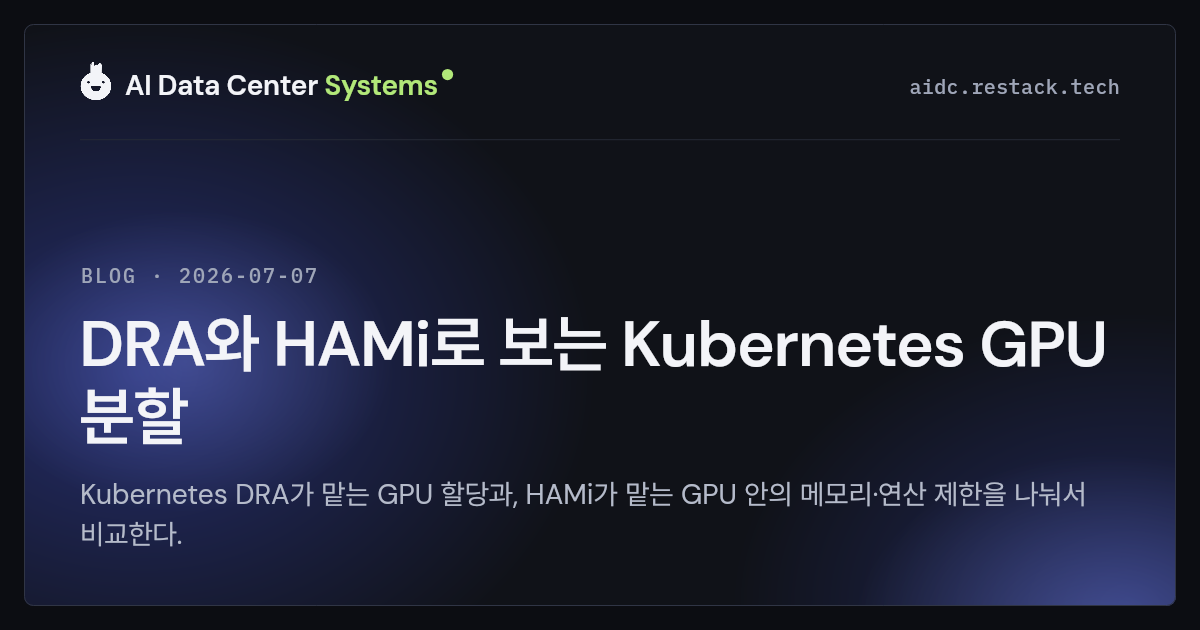 AI Data Center Systems
aidc.restack.tech
BLOG · 2026-07-07
DRA와 HAMi로 보는 Kubernetes GPU
분할
Kubernetes DRA가 맡는 GPU 할당과, HAMi가 맡는 GPU 안의 메모리·연산 제한을 나눠서
비교한다.